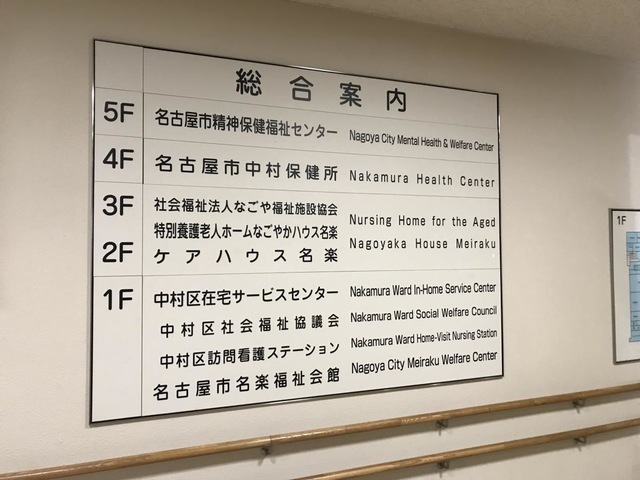 総合案内
5F 名古屋市精神保健福祉センター Nagoya City Mental Health & Welfare Center
4F 名古屋市中村保健所 Nakamura Health Center
3F 社会福祉法人なごや福祉施設協会 Nursing Home for the Aged
特別養護老人ホームなごやかハウス名楽 Nagoyaka House Meiraku
2F ケアハウス名楽
1F 中村区在宅サービスセンター Nakamura Ward In-Home Service Center
中村区社会福祉協議会 Nakamura Ward Social Welfare Council
中村区訪問看護ステーション Nakamura Ward Home-Visit Nursing Station
名古屋市名楽福祉会館 Nagoya City Meiraku Welfare Center
1F